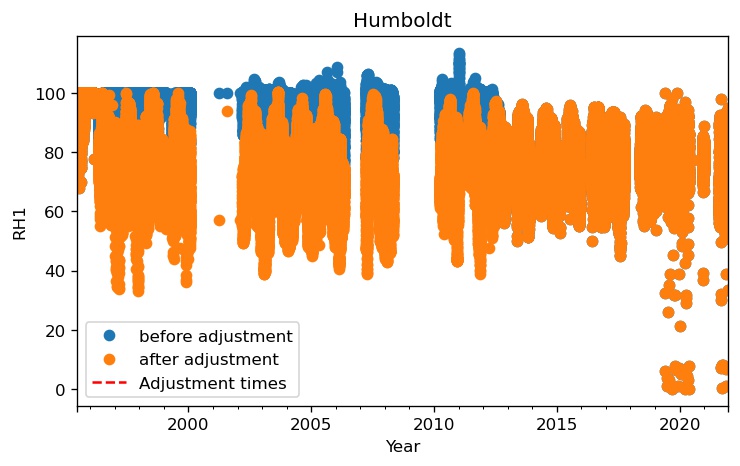 Humboldt
RH1
100
80
60
40
20
0
before adjustment
after adjustment
Adjustment times
2000
2005
2010
2015
2020
Year